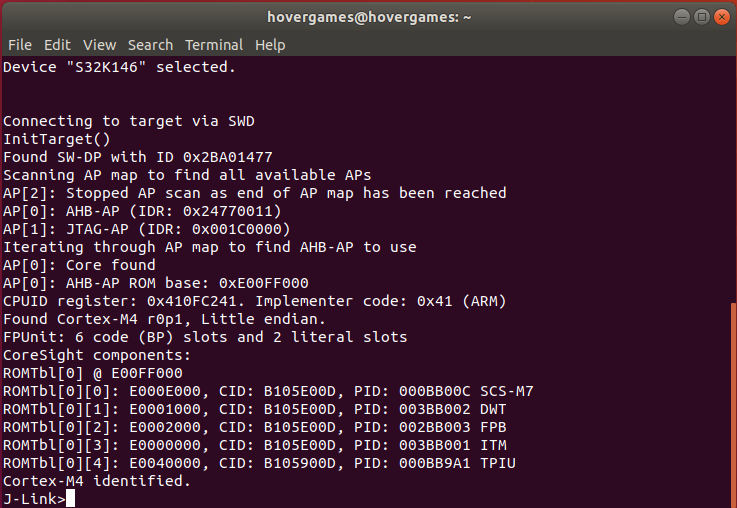 hovergames@hovergames: ~
File Edit View Search Terminal Help
Device "S32K146" selected.
Connecting to target via SWD
InitTarget()
Found SW-DP with ID 0x2BA01477
Scanning AP map to find all available APs
AP[2]: Stopped AP scan as end of AP map has been reached
AP[0]: AHB-AP (IDR: 0x24770011)
AP[1]: JTAG-AP (IDR: 0x001C0000)
Iterating through AP map to find AHB-AP to use
AP[0]: Core found
AP[0]: AHB-AP ROM base: 0xE00FF000
CPUID register: 0x410FC241. Implementer code: 0x41 (ARM)
Found Cortex-M4 r0p1, Little endian.
FPUnit: 6 code (BP) slots and 2 literal slots
CoreSight components:
ROMTbl[0] @ E00FF000
ROMTbl[0][0]: E000E000, CID: B105E00D, PID: 000BB00C SCS-M7
ROMTbl[0][1]: E0001000, CID: B105E00D, PID: 003BB002 DWT
ROMTbl[0][2]: E0002000, CID: B105E00D, PID: 002BB003 FPB
ROMTbl[0][3]: E0000000, CID: B105E00D, PID: 003BB001 ITM
ROMTbl[0][4]: E0040000, CID: B105900D, PID: 000BB9A1 TPIU
Cortex-M4 identified.
J-Link>